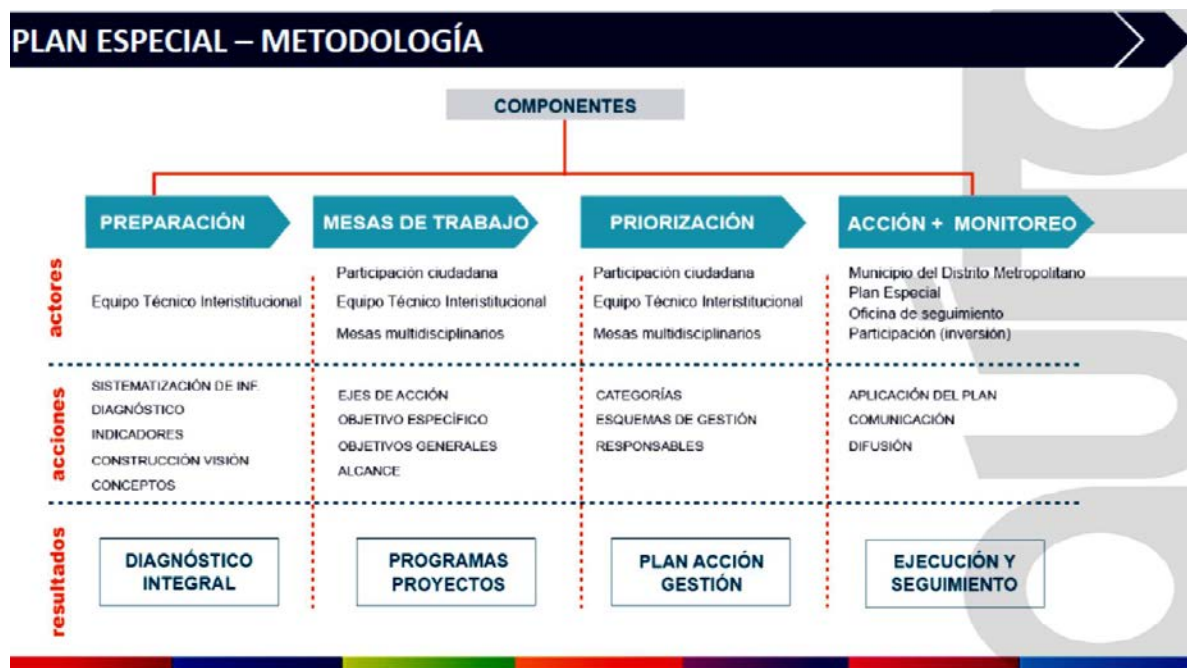 PLAN ESPECIAL – METODOLOGÍA
COMPONENTES
PREPARACIÓN
MESAS DE TRABAJO
PRIORIZACIÓN
ACCIÓN + MONITOREO
actores
Equipo Técnico Interistitucional
Participación ciudadana
Equipo Técnico Interistitucional
Mesas multidisciplinarios
Participación ciudadana
Equipo Técnico Interistitucional
Mesas multidisciplinarios
Municipio del Distrito Metropolitano
Plan Especial
Oficina de seguimiento
Participación (inversión)
acciones
SISTEMATIZACIÓN DE INF.
DIAGNÓSTICO
INDICADORES
CONSTRUCCIÓN VISIÓN
CONCEPTOS
EJES DE ACCIÓN
OBJETIVO ESPECÍFICO
OBJETIVOS GENERALES
ALCANCE
CATEGORÍAS
ESQUEMAS DE GESTIÓN
RESPONSABLES
APLICACIÓN DEL PLAN
COMUNICACIÓN
DIFUSIÓN
resultados
DIAGNÓSTICO
INTEGRAL
PROGRAMAS
PROYECTOS
PLAN ACCIÓN
GESTIÓN
EJECUCIÓN Y
SEGUIMIENTO